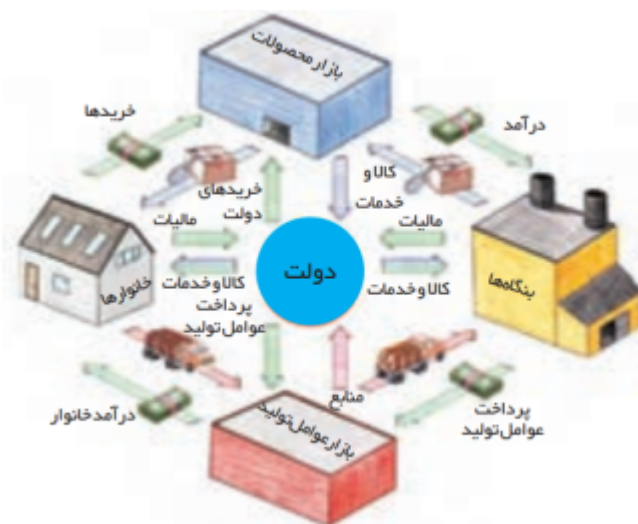 بازار محصولات
خریدها
درآمد
خریدهای
دولت
کالا و
خدمات
مالیات
مالیات
خانوارها
دولت
بنگاه‌ها
کالا و خدمات
کالا و خدمات
پرداخت
عوامل تولید
منابع
درآمد خانوار
بازار عوامل تولید
پرداخت
عوامل تولید